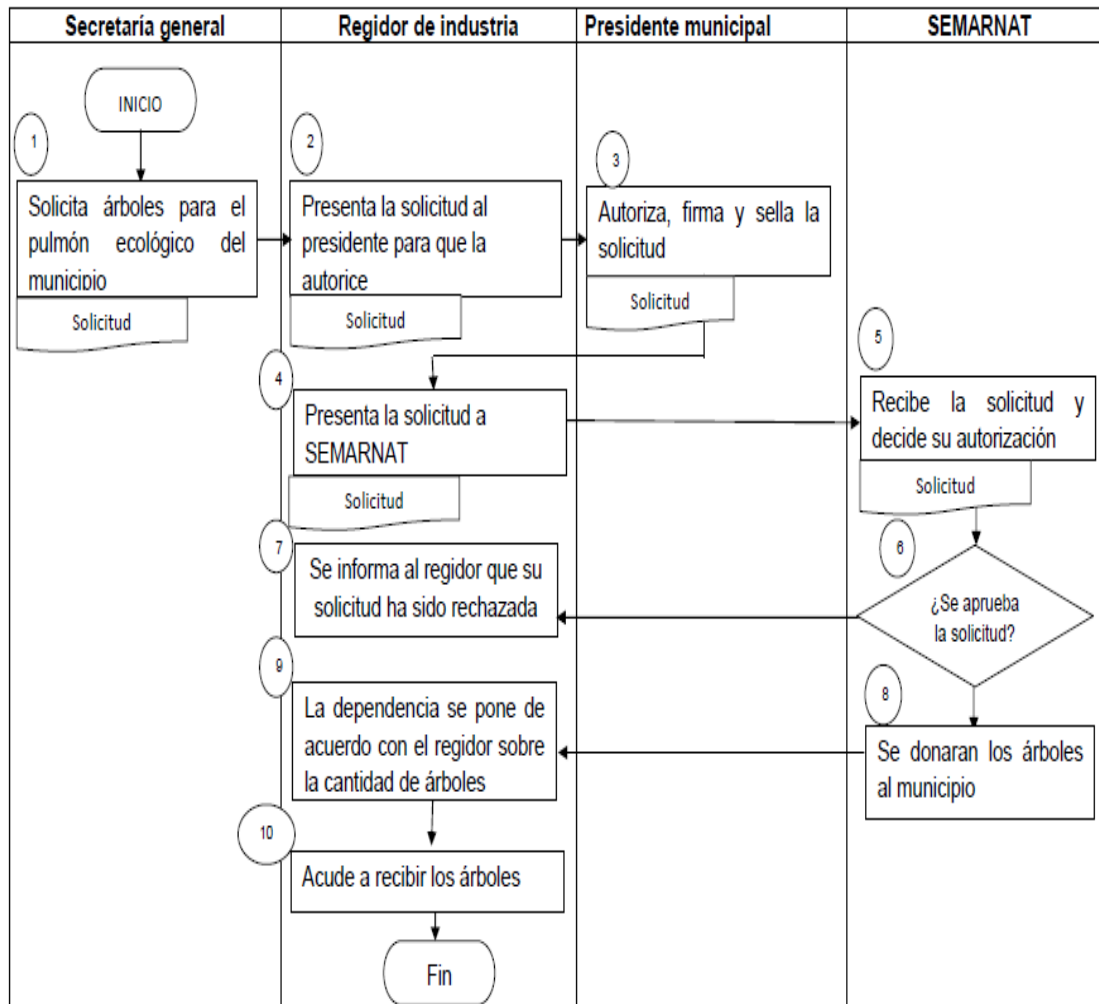 Secretaría general
Regidor de industria
Presidente municipal
SEMARNAT
INICIO
1
Solicita árboles para el
pulmón ecológico del
municipio
Solicitud
2
Presenta la solicitud al
presidente para que la
autorice
Solicitud
3
Autoriza, firma y sella la
solicitud
Solicitud
4
Presenta la solicitud a
SEMARNAT
Solicitud
5
Recibe la solicitud y
decide su autorización
Solicitud
6
¿Se aprueba
la solicitud?
7
Se informa al regidor que su
solicitud ha sido rechazada
8
Se donaran los árboles
al municipio
9
La dependencia se pone de
acuerdo con el regidor sobre
la cantidad de árboles
10
Acude a recibir los árboles
Fin